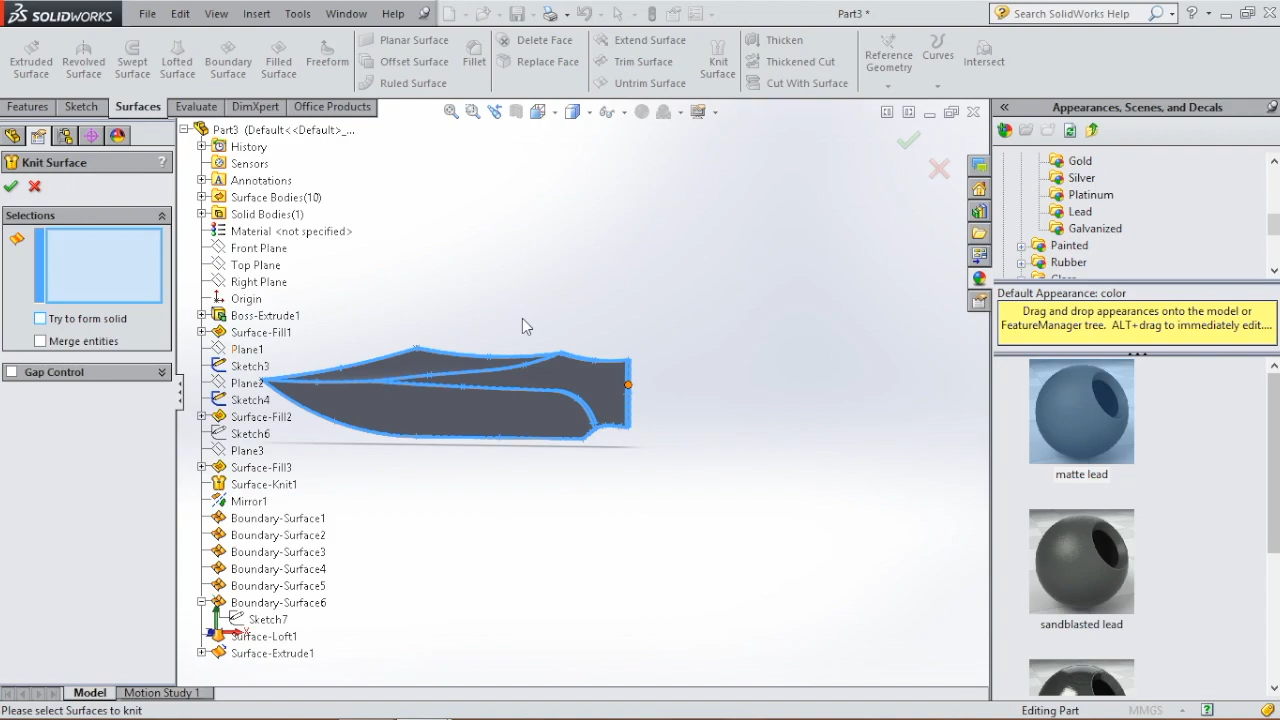 SOLIDWORKS File Edit View Insert Tools Window Help Part3 * Search SolidWorks Help
Extruded Surface
Revolved Surface
Swept Surface
Lofted Surface
Boundary Surface
Filled Surface
Freeform
Planar Surface
Offset Surface
Ruled Surface
Fillet
Delete Face
Replace Face
Extend Surface
Trim Surface
Untrim Surface
Knit Surface
Thicken
Thickened Cut
Cut With Surface
Reference Geometry
Curves
Intersect
Features Sketch Surfaces Evaluate DimXpert Office Products
Knit Surface ?
Selections
Try to form solid
Merge entities
Gap Control
Part3 (Default<<Default>_...
History
Sensors
Annotations
Surface Bodies(10)
Solid Bodies(1)
Material <not specified>
Front Plane
Top Plane
Right Plane
Origin
Boss-Extrude1
Surface-Fill1
Plane1
Sketch3
Plane2
Sketch4
Surface-Fill2
Sketch6
Plane3
Surface-Fill3
Surface-Knit1
Mirror1
Boundary-Surface1
Boundary-Surface2
Boundary-Surface3
Boundary-Surface4
Boundary-Surface5
Boundary-Surface6
Sketch7
Surface-Loft1
Surface-Extrude1
Appearances, Scenes, and Decals
Gold
Silver
Platinum
Lead
Galvanized
Painted
Rubber
Default Appearance: color
Drag and drop appearances onto the model or
FeatureManager tree. ALT+drag to immediately edit....
matte lead
sandblasted lead
Model Motion Study 1
Please select Surfaces to knit Editing Part MMGS